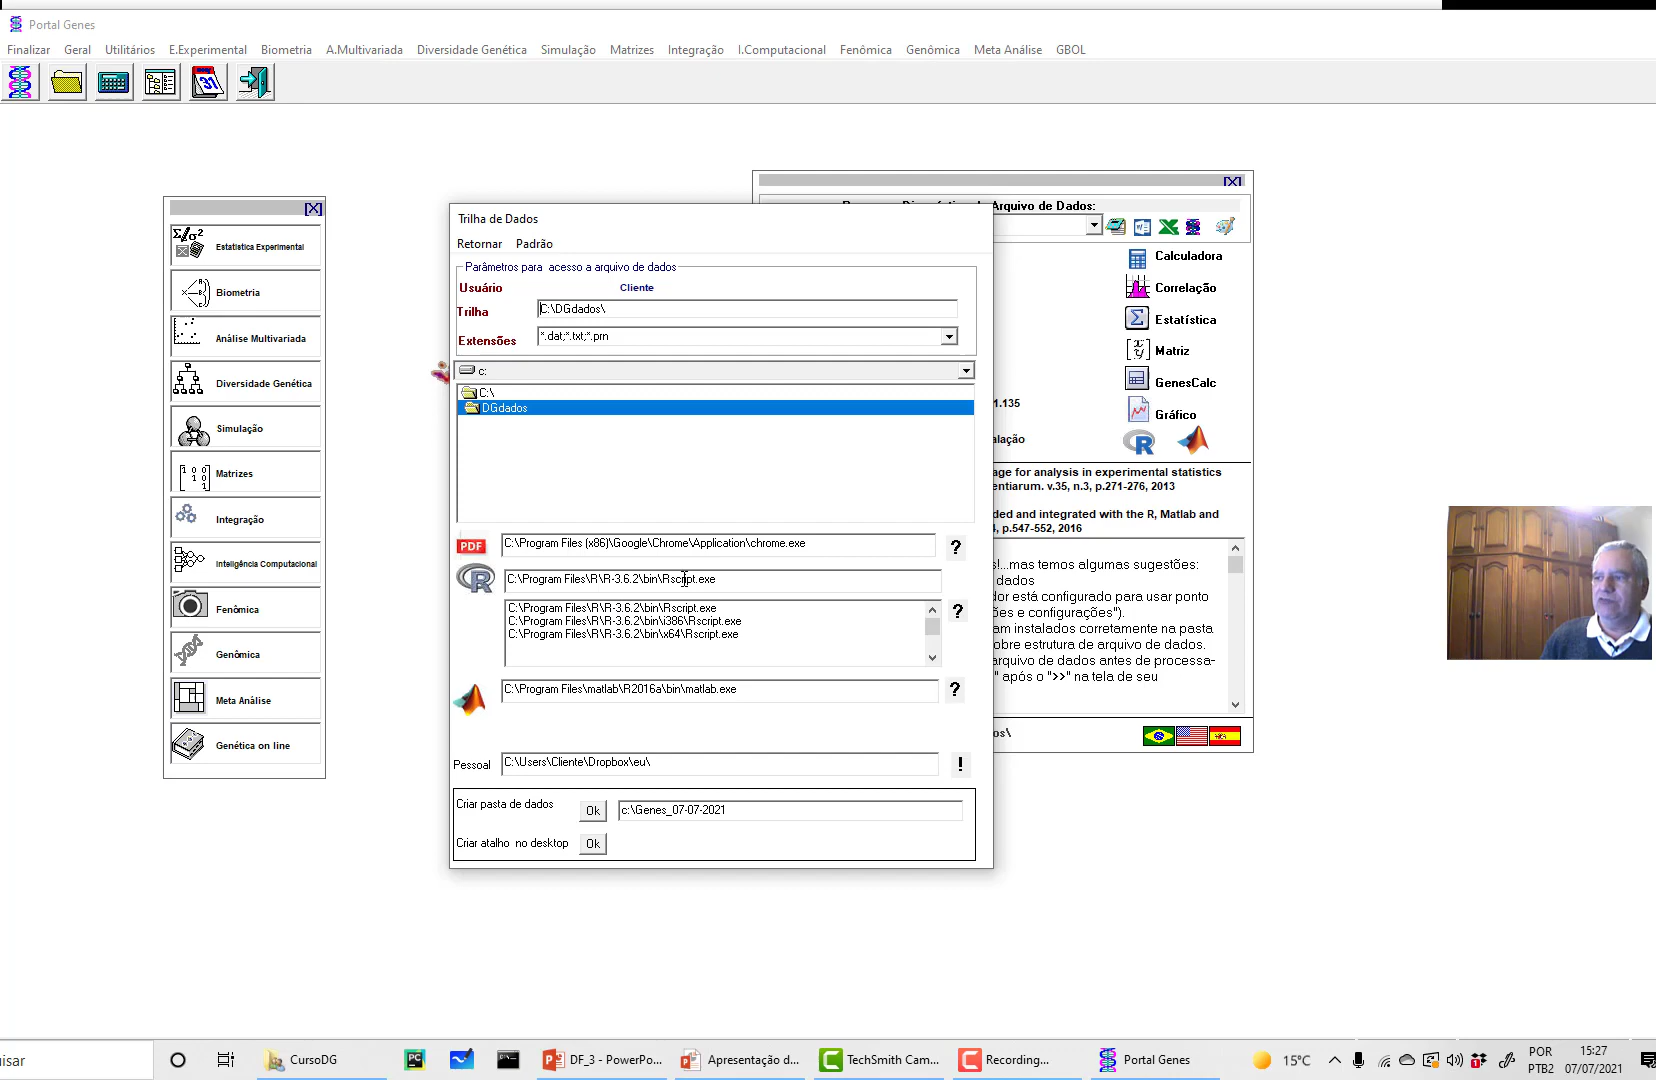 Portal Genes
Finalizar Geral Utilitários E.Experimental Biometria A.Multivariada Diversidade Genética Simulação Matrizes Integração I.Computacional Fenômica Genômica Meta Análise GBOL
31
[X]
Estatística Experimental
Biometria
Análise Multivariada
Diversidade Genética
Simulação
Matrizes
Integração
Inteligência Computacional
Fenômica
Genômica
Meta Análise
Genética on line
Trilha de Dados
Retornar Padrão
Parâmetros para acesso a arquivo de dados
Usuário Cliente
Trilha C:\DGdados\
Extensões *.dat;*.txt;*.prn
c:
C:\
DGdados
PDF C:\Program Files (x86)\Google\Chrome\Application\chrome.exe ?
R C:\Program Files\R\R-3.6.2\bin\Rscript.exe
C:\Program Files\R\R-3.6.2\bin\Rscript.exe ?
C:\Program Files\R\R-3.6.2\bin\i386\Rscript.exe
C:\Program Files\R\R-3.6.2\bin\x64\Rscript.exe
C:\Program Files\matlab\R2016a\bin\matlab.exe ?
Pessoal C:\Users\Cliente\Dropbox\eu\ !
Criar pasta de dados Ok c:\Genes_07-07-2021
Criar atalho no desktop Ok
[X]
Arquivo de Dados:
Calculadora
Correlação
Estatística
Matriz
GenesCalc
Gráfico
R
1.135
alação
age for analysis in experimental statistics
entiarum. v.35, n.3, p.271-276, 2013
ded and integrated with the R, Matlab and
, p.547-552, 2016
s!...mas temos algumas sugestões:
dados
dor está configurado para usar ponto
ões e configurações").
am instalados corretamente na pasta
obre estrutura de arquivo de dados.
arquivo de dados antes de processa-
" após o ">>" na tela de seu
os\
uisar
CursoDG
PC
DF_3 - PowerPo...
Apresentação d...
TechSmith Cam...
Recording...
Portal Genes
15°C
POR
PTB2
15:27
07/07/2021